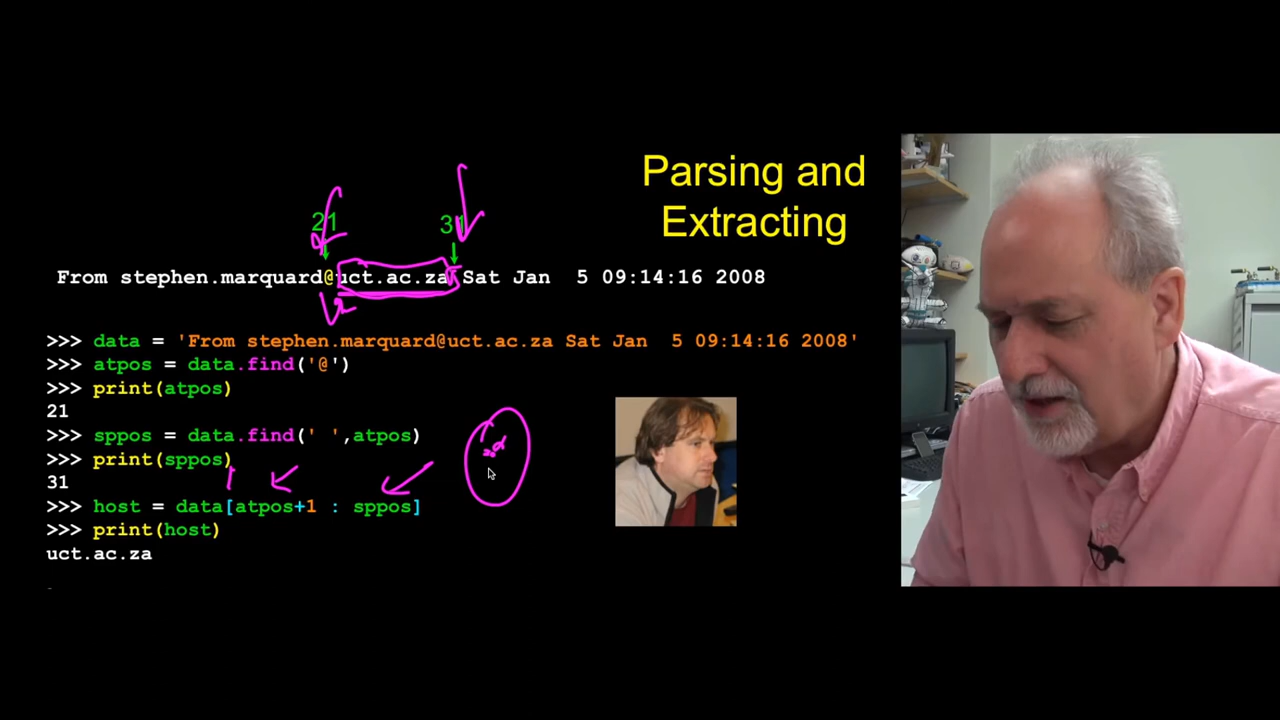 Parsing and
Extracting
21 31
From stephen.marquard@uct.ac.za Sat Jan  5 09:14:16 2008
>>> data = 'From stephen.marquard@uct.ac.za Sat Jan  5 09:14:16 2008'
>>> atpos = data.find('@')
>>> print(atpos)
21
>>> sppos = data.find(' ',atpos)
>>> print(sppos)
31
>>> host = data[atpos+1 : sppos]
>>> print(host)
uct.ac.za